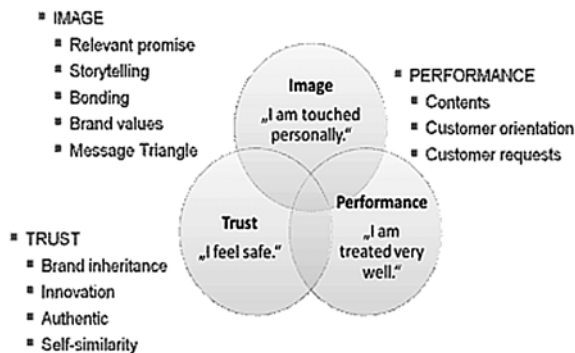 ▪ IMAGE
▪ Relevant promise
▪ Storytelling
▪ Bonding
▪ Brand values
▪ Message Triangle
Image
„I am touched
personally.“
▪ PERFORMANCE
▪ Contents
▪ Customer orientation
▪ Customer requests
Trust
„I feel safe.“
Performance
„I am
treated very
well.“
▪ TRUST
▪ Brand inheritance
▪ Innovation
▪ Authentic
▪ Self-similarity